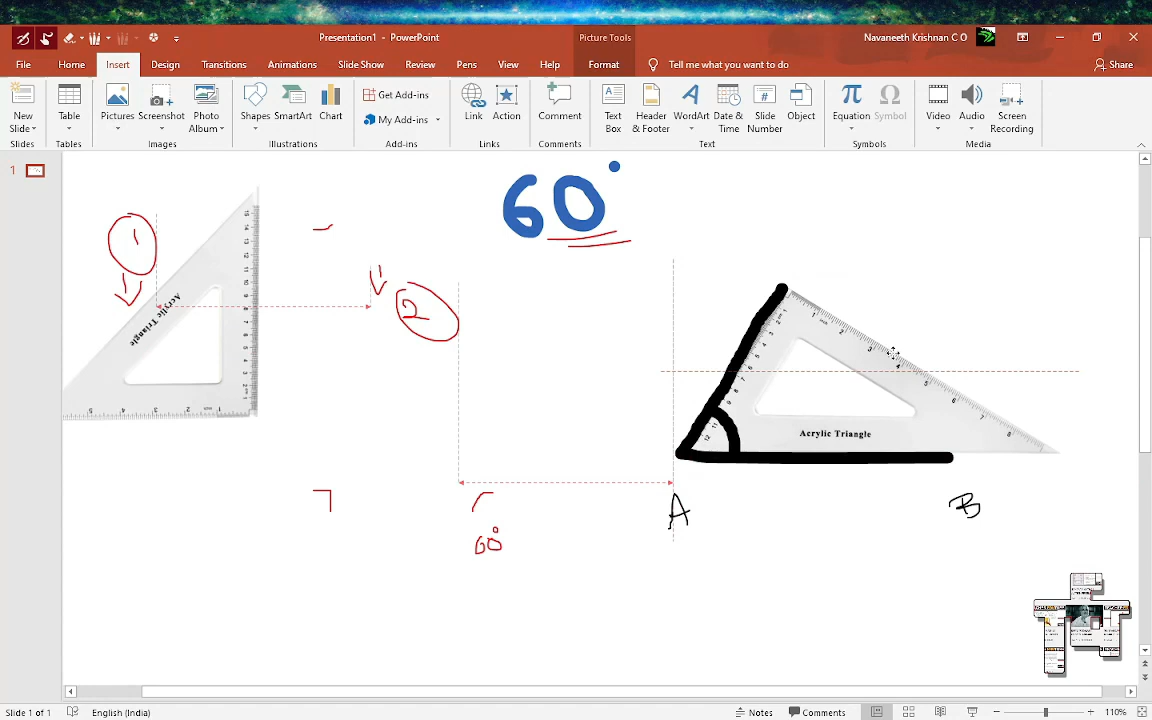 Presentation1 - PowerPoint
Picture Tools
Navaneeth Krishnan C O
File
Home
Insert
Design
Transitions
Animations
Slide Show
Review
Pens
View
Help
Format
Tell me what you want to do
Share
New Slide
Table
Pictures
Screenshot
Photo Album
Shapes
SmartArt
Chart
Get Add-ins
My Add-ins
Link
Action
Comment
Text Box
Header & Footer
WordArt
Date & Time
Slide Number
Object
Equation
Symbol
Video
Audio
Screen Recording
Slides
Tables
Images
Illustrations
Add-ins
Links
Comments
Text
Symbols
Media
1
60°
1
2
Acrylic Triangle
Acrylic Triangle
A
B
60°
Slide 1 of 1
English (India)
Notes
Comments
110%